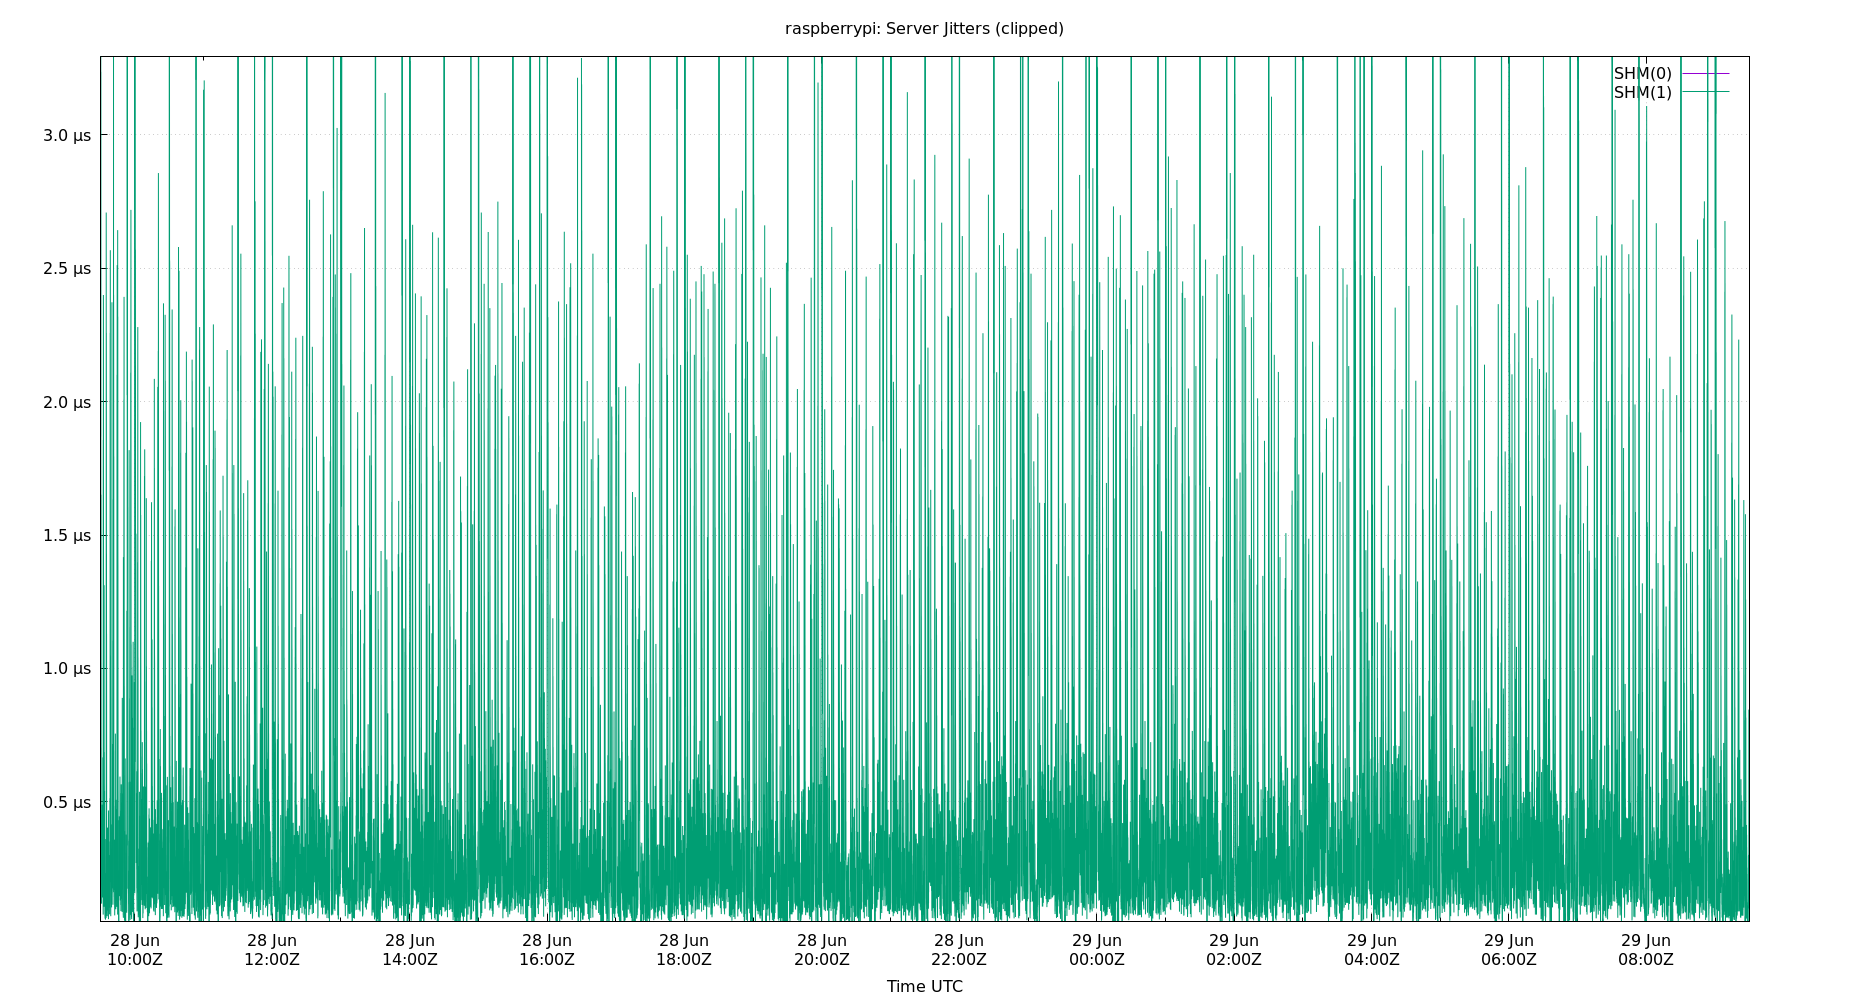 raspberrypi: Server Jitters (clipped)
SHM(0)
SHM(1)
3.0 µs
2.5 µs
2.0 µs
1.5 µs
1.0 µs
0.5 µs
28 Jun 28 Jun 28 Jun 28 Jun 28 Jun 28 Jun 28 Jun 29 Jun 29 Jun 29 Jun 29 Jun 29 Jun
10:00Z 12:00Z 14:00Z 16:00Z 18:00Z 20:00Z 22:00Z 00:00Z 02:00Z 04:00Z 06:00Z 08:00Z
Time UTC